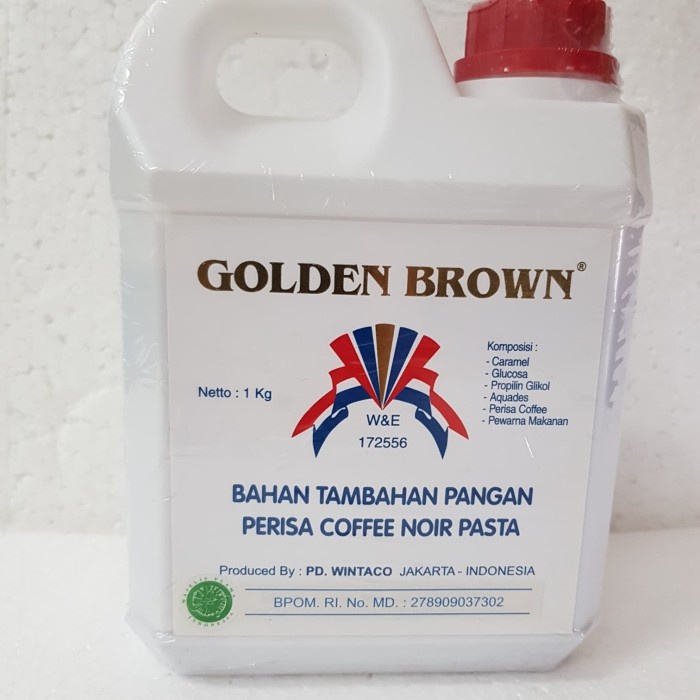 GOLDEN BROWN®
Netto : 1 Kg
W&E
172556
Komposisi :
- Caramel
- Glucosa
- Propilin Glikol
- Aquades
- Perisa Coffee
- Pewarna Makanan
BAHAN TAMBAHAN PANGAN
PERISA COFFEE NOIR PASTA
Produced By : PD. WINTACO JAKARTA - INDONESIA
BPOM. RI. No. MD. : 278909037302